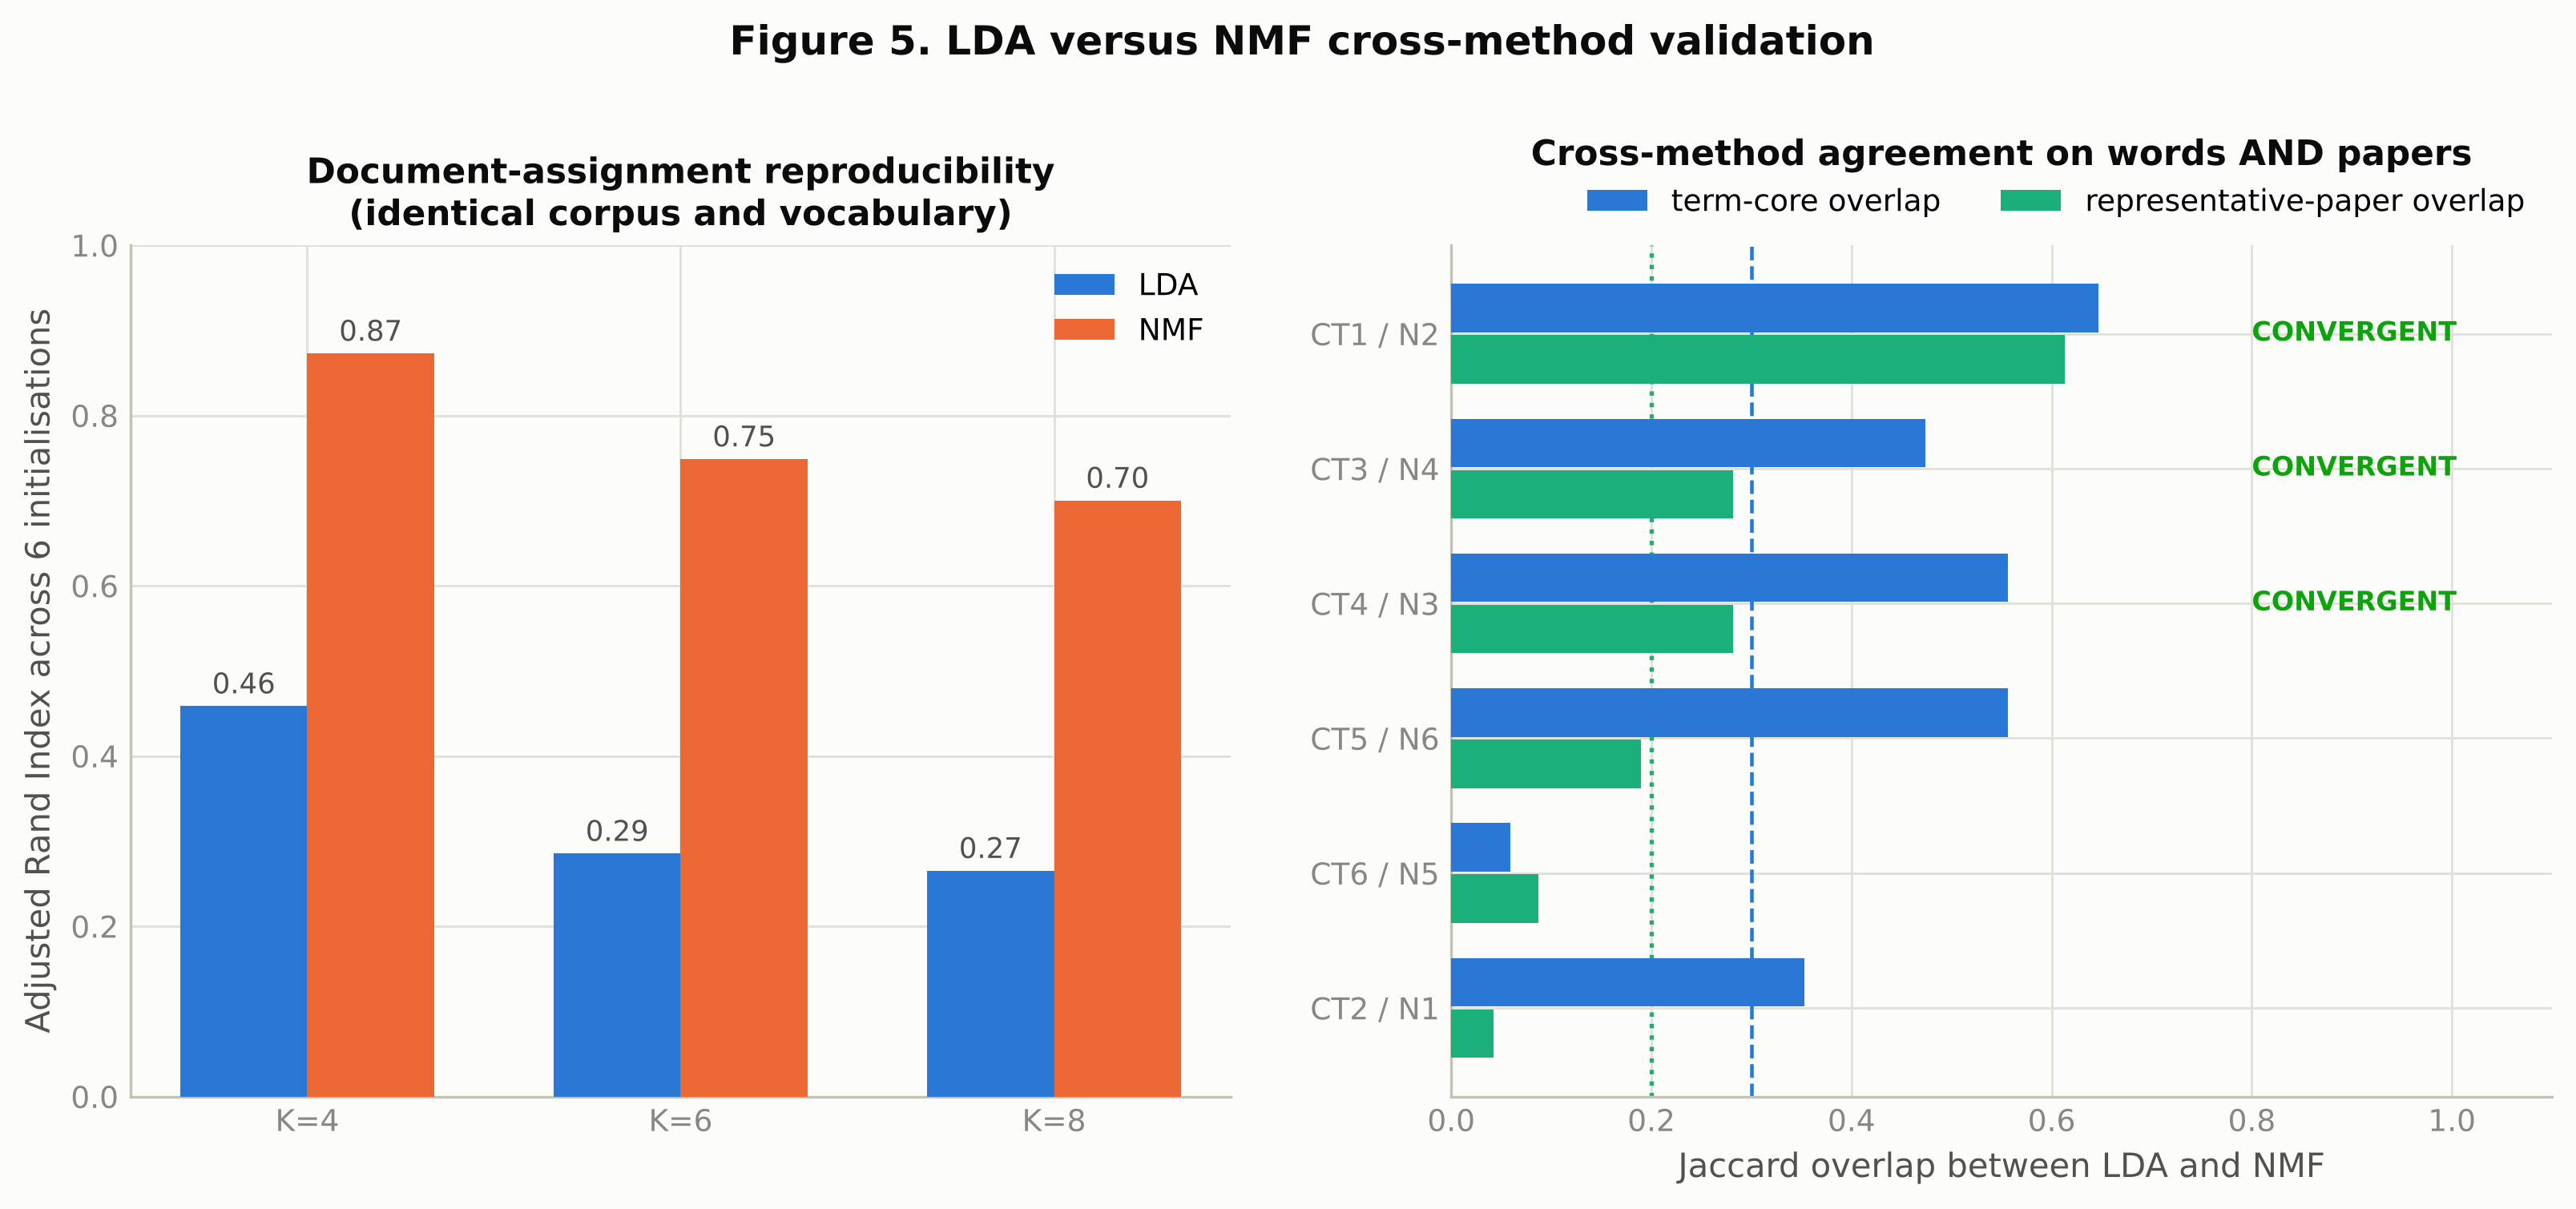 Figure 5. LDA versus NMF cross-method validation
Document-assignment reproducibility
(identical corpus and vocabulary)
Adjusted Rand Index across 6 initialisations
1.0
0.8
0.6
0.4
0.2
0.0
LDA
NMF
0.46
0.87
0.29
0.75
0.27
0.70
K=4
K=6
K=8
Cross-method agreement on words AND papers
term-core overlap
representative-paper overlap
CT1 / N2
CONVERGENT
CT3 / N4
CONVERGENT
CT4 / N3
CONVERGENT
CT5 / N6
CT6 / N5
CT2 / N1
0.0
0.2
0.4
0.6
0.8
1.0
Jaccard overlap between LDA and NMF